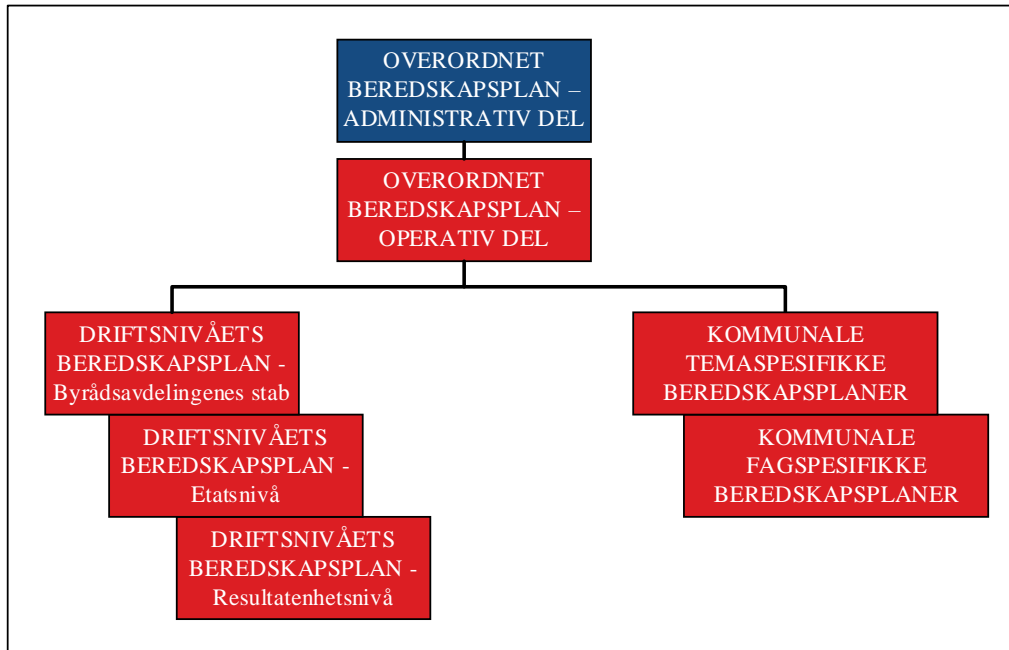 OVERORDNET
BEREDSKAPSPLAN –
ADMINISTRATIV DEL
OVERORDNET
BEREDSKAPSPLAN –
OPERATIV DEL
DRIFTSNIVÅETS
BEREDSKAPSPLAN -
Byrådsavdelingenes stab
DRIFTSNIVÅETS
BEREDSKAPSPLAN -
Etatsnivå
DRIFTSNIVÅETS
BEREDSKAPSPLAN -
Resultatenhetsnivå
KOMMUNALE
TEMASPESIFIKKE
BEREDSKAPSPLANER
KOMMUNALE
FAGSPESIFIKKE
BEREDSKAPSPLANER